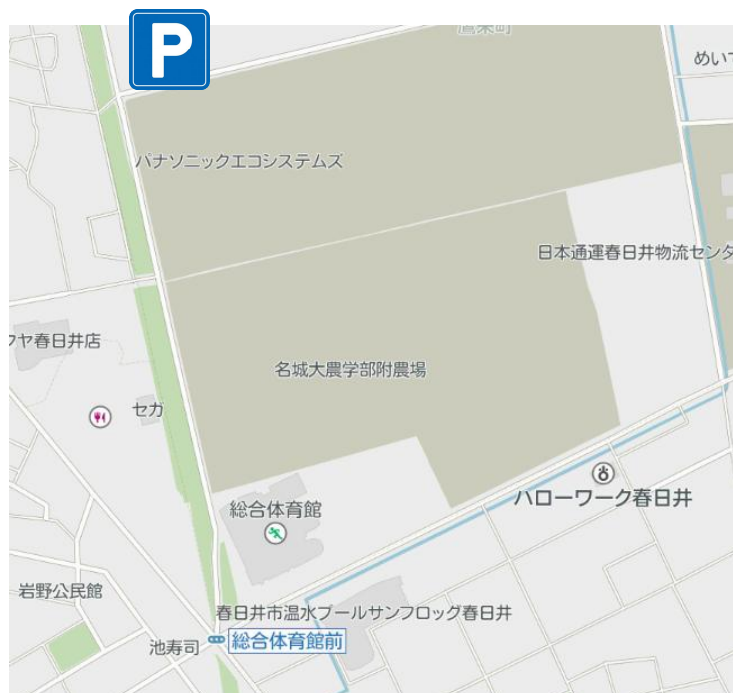 P
鷹来町
めいて
パナソニックエコシステムズ
日本通運春日井物流センタ
フヤ春日井店
名城大農学部附農場
セガ
ハローワーク春日井
総合体育館
岩野公民館
春日井市温水プールサンフロッグ春日井
池寿司
総合体育館前